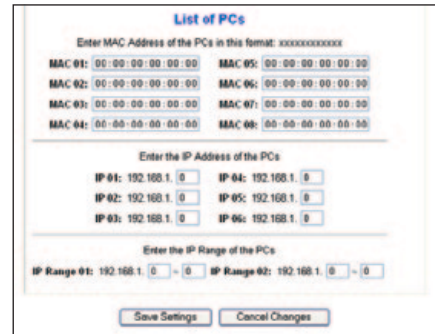 List of PCs
Enter MAC Address of the PCs in this format: xxxxxxxxxxxx
MAC 01: 00:00:00:00:00:00 MAC 05: 00:00:00:00:00:00
MAC 02: 00:00:00:00:00:00 MAC 06: 00:00:00:00:00:00
MAC 03: 00:00:00:00:00:00 MAC 07: 00:00:00:00:00:00
MAC 04: 00:00:00:00:00:00 MAC 08: 00:00:00:00:00:00
Enter the IP Address of the PCs
IP 01: 192.168.1. 0 IP 04: 192.168.1. 0
IP 02: 192.168.1. 0 IP 05: 192.168.1. 0
IP 03: 192.168.1. 0 IP 06: 192.168.1. 0
Enter the IP Range of the PCs
IP Range 01: 192.168.1. 0 ~ 0 IP Range 02: 192.168.1. 0 ~ 0
Save Settings Cancel Changes